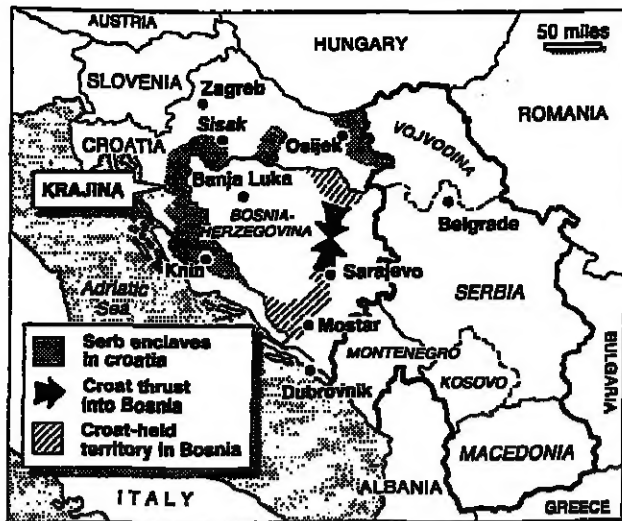 AUSTRIA
HUNGARY
50 miles
SLOVENIA
Zagreb
ROMANIA
Sisak
CROATIA
Osijek
VOJVODINA
KRAJINA
Banja Luka
BOSNIA-
HERZEGOVINA
Belgrade
Knin
Sarajevo
Adriatic
Sea
SERBIA
Mostar
MONTENEGRO
KOSOVO
BULGARIA
Dubrovnik
Serb enclaves
in croatia
Croat thrust
into Bosnia
Croat-held
territory in Bosnia
MACEDONIA
ALBANIA
ITALY
GREECE